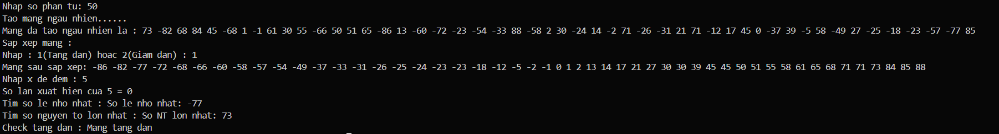 Nhap so phan tu: 50
Tao mang ngau nhien......
Mang da tao ngau nhien la : 73 -82 68 84 45 -68 1 -1 61 30 55 -66 50 51 65 -86 13 -60 -72 -23 -54 -33 88 -58 2 30 -24 14 -2 71 -26 -31 21 71 -12 17 45 0 -37 39 -5 58 -49 27 -25 -18 -23 -57 -77 85
Sap xep mang :
Nhap : 1(Tang dan) hoac 2(Giam dan) : 1
Mang sau sap xep: -86 -82 -77 -72 -68 -66 -60 -58 -57 -54 -49 -37 -33 -31 -26 -25 -24 -23 -23 -18 -12 -5 -2 -1 0 1 2 13 14 17 21 27 30 30 39 45 45 50 51 55 58 61 65 68 71 71 73 84 85 88
Nhap x de dem : 5
So lan xuat hien cua 5 = 0
Tim so le nho nhat : So le nho nhat: -77
Tim so nguyen to lon nhat : So NT lon nhat: 73
Check tang dan : Mang tang dan